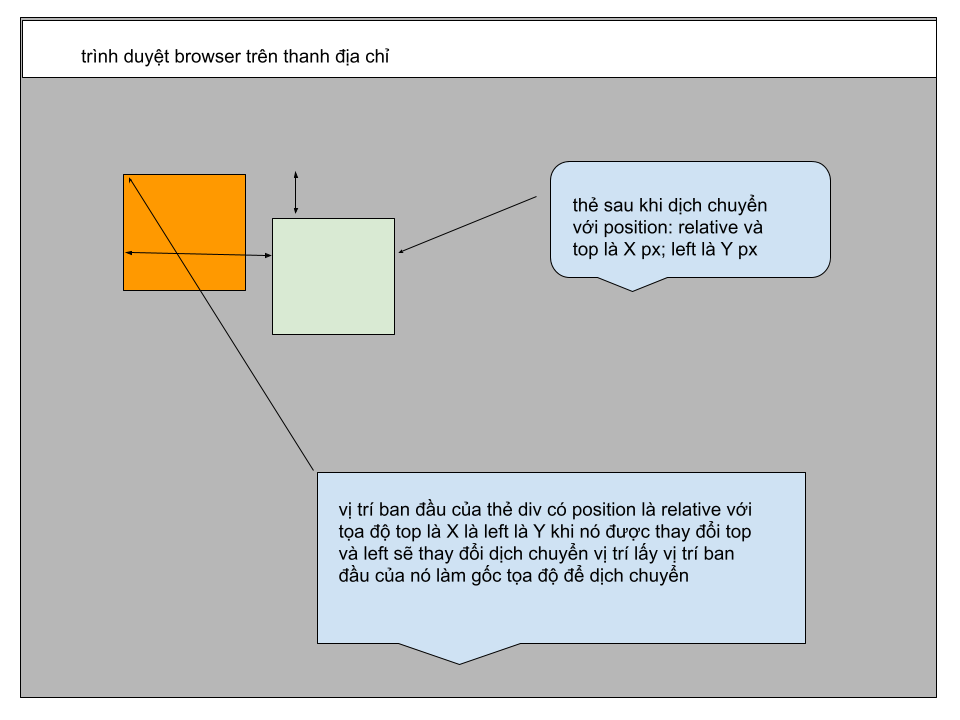 trình duyệt browser trên thanh địa chỉ
thẻ sau khi dịch chuyển
với position: relative và
top là X px; left là Y px
vị trí ban đầu của thẻ div có position là relative với
tọa độ top là X là left là Y khi nó được thay đổi top
và left sẽ thay đổi dịch chuyển vị trí lấy vị trí ban
đầu của nó làm gốc tọa độ để dịch chuyển